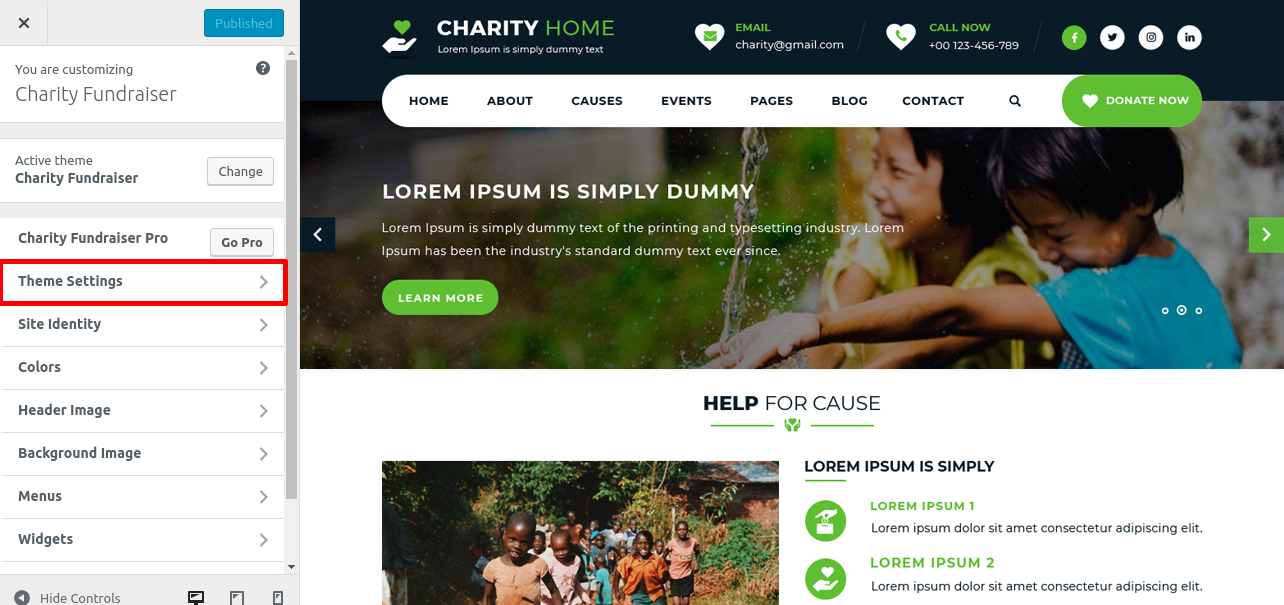 Published
You are customizing
Charity Fundraiser
Active theme
Charity Fundraiser
Change
Charity Fundraiser Pro
Go Pro
Theme Settings
Site Identity
Colors
Header Image
Background Image
Menus
Widgets
Hide Controls
CHARITY HOME
Lorem Ipsum is simply dummy text
EMAIL
charity@gmail.com
CALL NOW
+00 123-456-789
HOME ABOUT CAUSES EVENTS PAGES BLOG CONTACT DONATE NOW
LOREM IPSUM IS SIMPLY DUMMY
Lorem Ipsum is simply dummy text of the printing and typesetting industry. Lorem
Ipsum has been the industry's standard dummy text ever since.
LEARN MORE
HELP FOR CAUSE
LOREM IPSUM IS SIMPLY
LOREM IPSUM 1
Lorem ipsum dolor sit amet consectetur adipiscing elit.
LOREM IPSUM 2
Lorem ipsum dolor sit amet consectetur adipiscing elit.